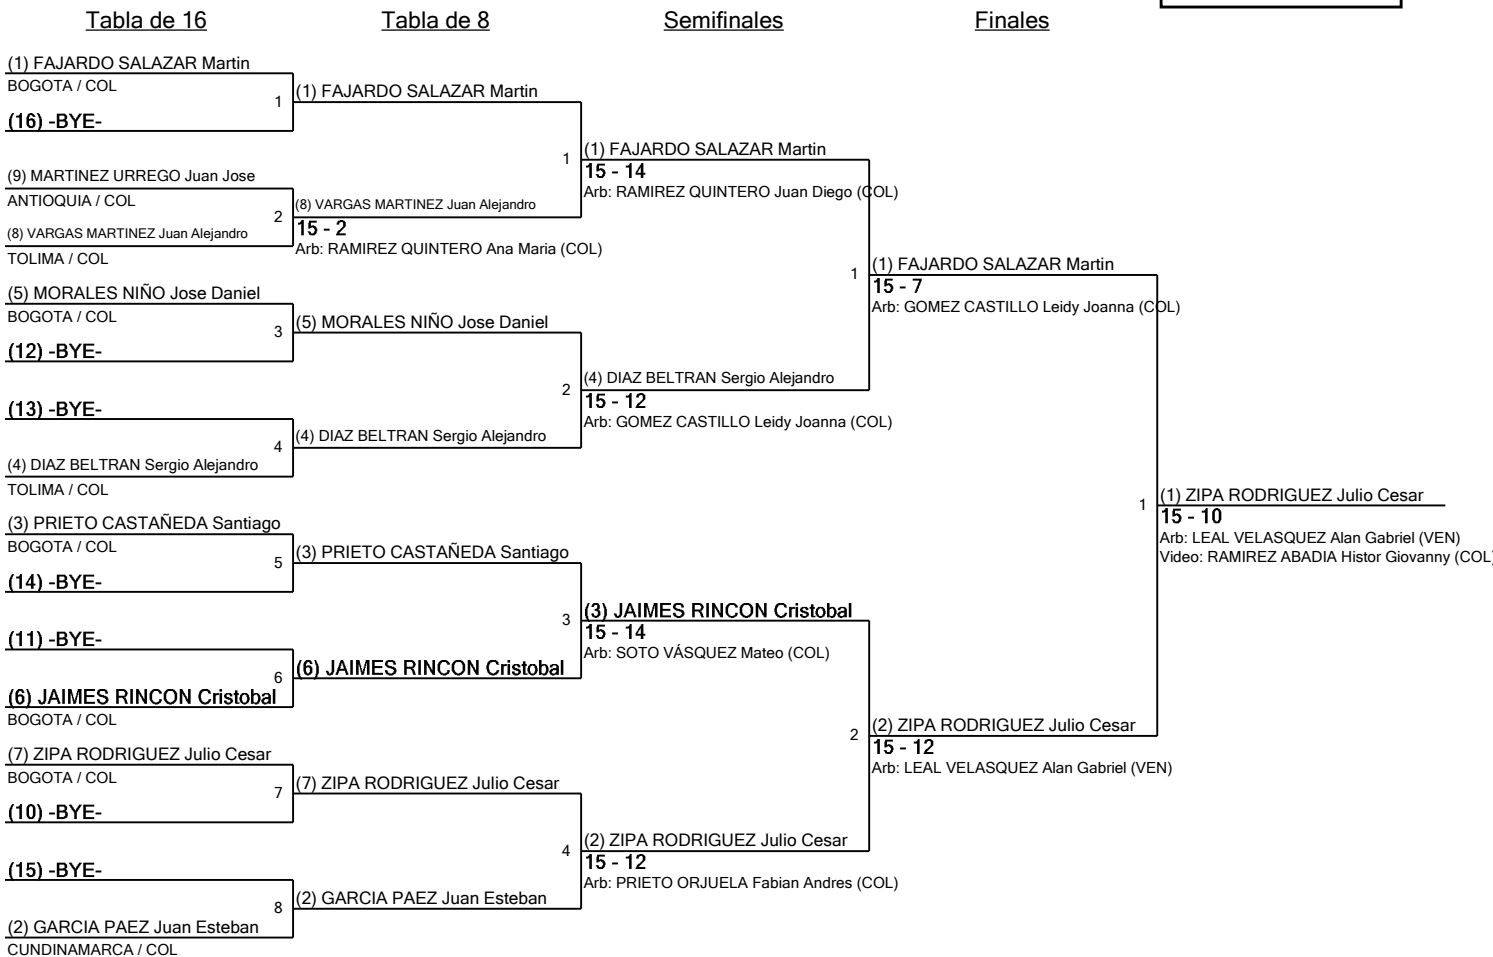 Tabla de 16
Tabla de 8
Semifinales
Finales
(1) FAJARDO SALAZAR Martin
BOGOTA / COL
1
(16) -BYE-
(9) MARTINEZ URREGO Juan Jose
ANTIOQUIA / COL
2
(8) VARGAS MARTINEZ Juan Alejandro
TOLIMA / COL
(5) MORALES NIÑO Jose Daniel
BOGOTA / COL
3
(12) -BYE-
(13) -BYE-
4
(4) DIAZ BELTRAN Sergio Alejandro
TOLIMA / COL
(3) PRIETO CASTAÑEDA Santiago
BOGOTA / COL
5
(14) -BYE-
(11) -BYE-
6
(6) JAIMES RINCON Cristobal
BOGOTA / COL
(7) ZIPA RODRIGUEZ Julio Cesar
BOGOTA / COL
7
(10) -BYE-
(15) -BYE-
8
(2) GARCIA PAEZ Juan Esteban
CUNDINAMARCA / COL
(1) FAJARDO SALAZAR Martin
1
(8) VARGAS MARTINEZ Juan Alejandro
15 - 2
Arb: RAMIREZ QUINTERO Ana Maria (COL)
(5) MORALES NIÑO Jose Daniel
2
(4) DIAZ BELTRAN Sergio Alejandro
(3) PRIETO CASTAÑEDA Santiago
3
(6) JAIMES RINCON Cristobal
(7) ZIPA RODRIGUEZ Julio Cesar
4
(2) GARCIA PAEZ Juan Esteban
(1) FAJARDO SALAZAR Martin
15 - 14
Arb: RAMIREZ QUINTERO Juan Diego (COL)
1
(4) DIAZ BELTRAN Sergio Alejandro
15 - 12
Arb: GOMEZ CASTILLO Leidy Joanna (COL)
(3) JAIMES RINCON Cristobal
15 - 14
Arb: SOTO VÁSQUEZ Mateo (COL)
2
(2) ZIPA RODRIGUEZ Julio Cesar
15 - 12
Arb: PRIETO ORJUELA Fabian Andres (COL)
(1) FAJARDO SALAZAR Martin
15 - 7
Arb: GOMEZ CASTILLO Leidy Joanna (COL)
1
(2) ZIPA RODRIGUEZ Julio Cesar
15 - 12
Arb: LEAL VELASQUEZ Alan Gabriel (VEN)
(1) ZIPA RODRIGUEZ Julio Cesar
15 - 10
Arb: LEAL VELASQUEZ Alan Gabriel (VEN)
Video: RAMIREZ ABADIA Histor Giovanny (COL)